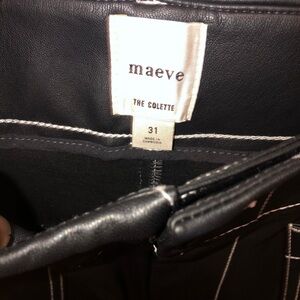 maeve
THE COLETTE
31
MADE IN
CAMBODIA